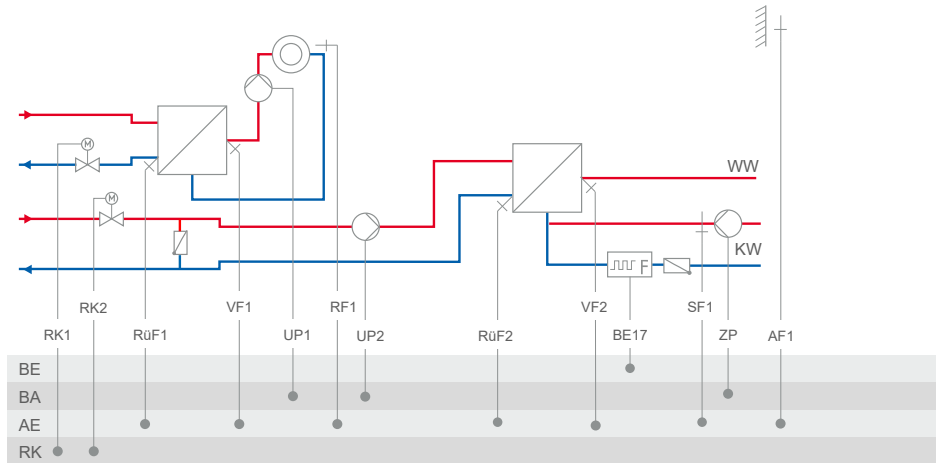 M
M
WW
F
KW
RK1
RK2
RüF1
VF1
UP1
RF1
UP2
RüF2
VF2
BE17
SF1
ZP
AF1
BE
BA
AE
RK